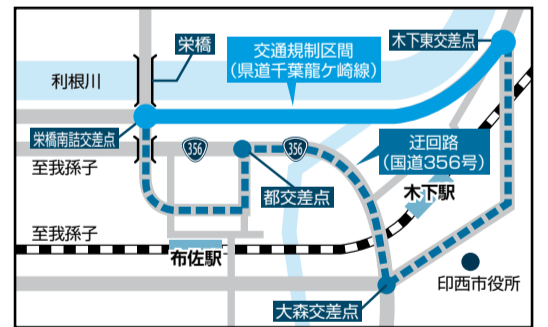 栄橋
木下東交差点
交通規制区間
(県道千葉龍ケ崎線)
利根川
栄橋南詰交差点
356
356
迂回路
(国道356号)
至我孫子
都交差点
木下駅
至我孫子
布佐駅
印西市役所
大森交差点